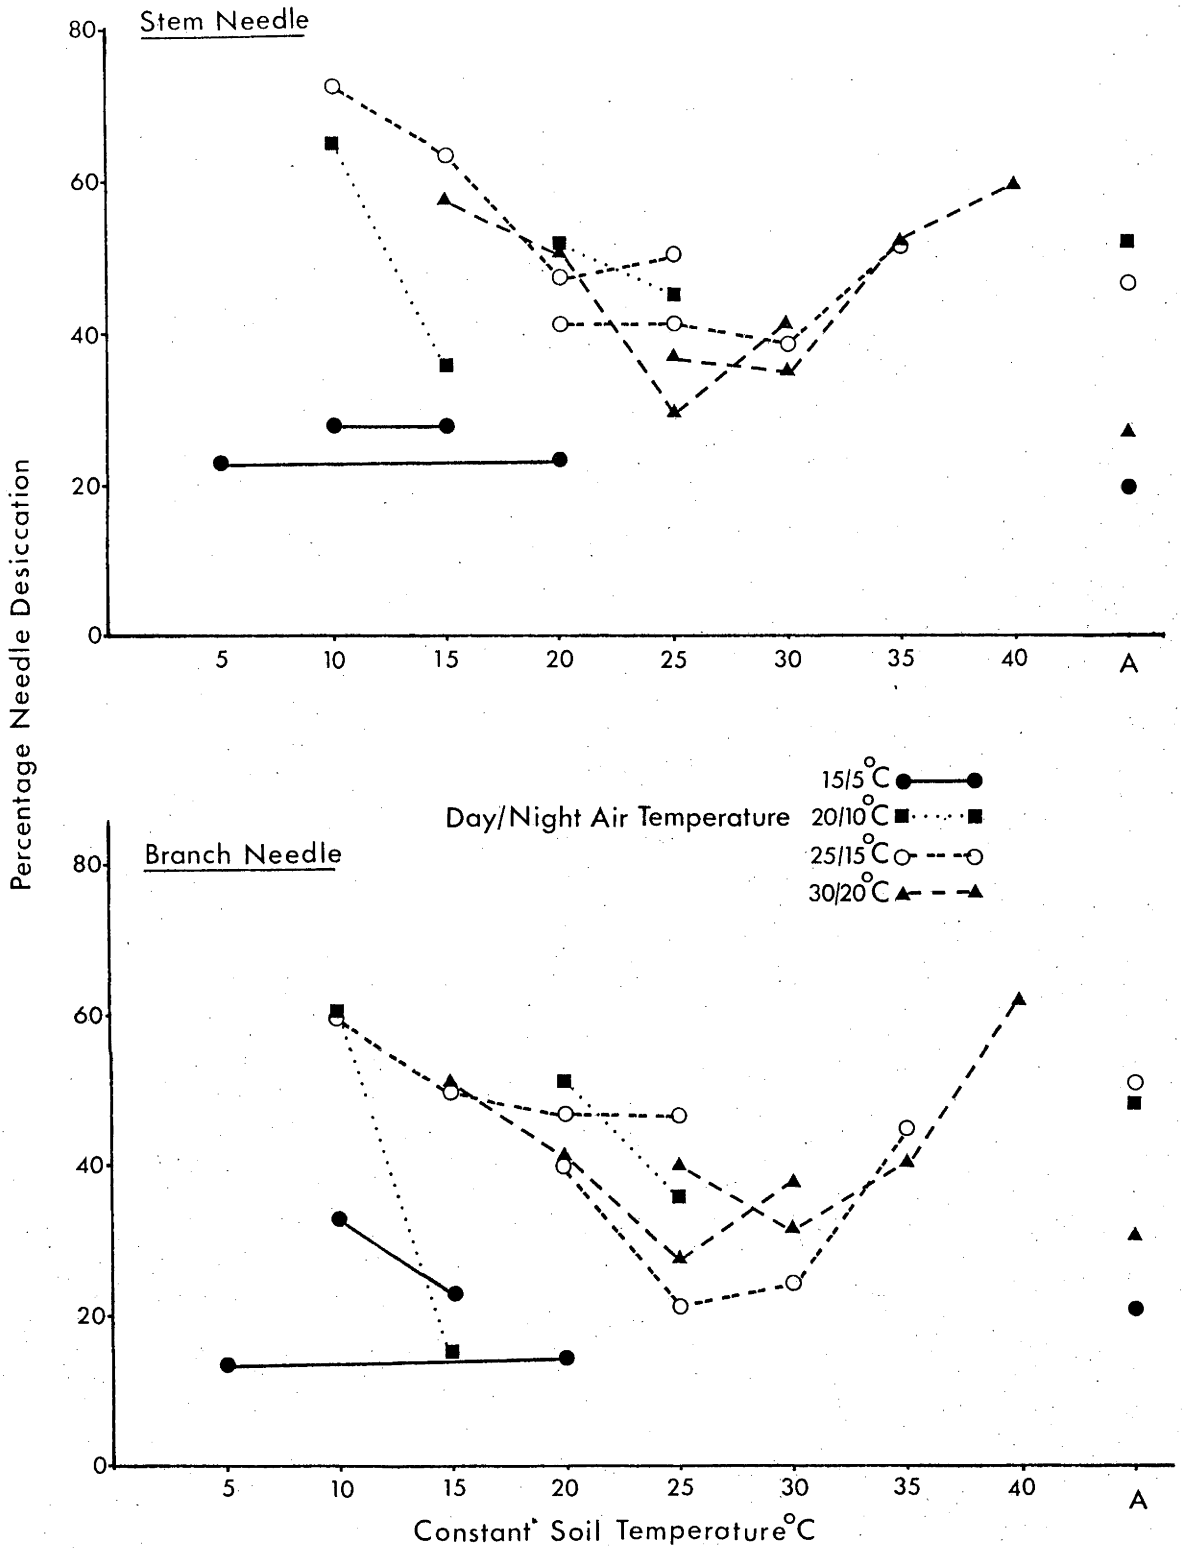 Stem Needle
80
60
40
20
0
5 10 15 20 25 30 35 40 A
Percentage Needle Desiccation
Day/Night Air Temperature
15/5°C
20/10°C
25/15°C
30/20°C
Branch Needle
80
60
40
20
0
5 10 15 20 25 30 35 40 A
Constant Soil Temperature°C